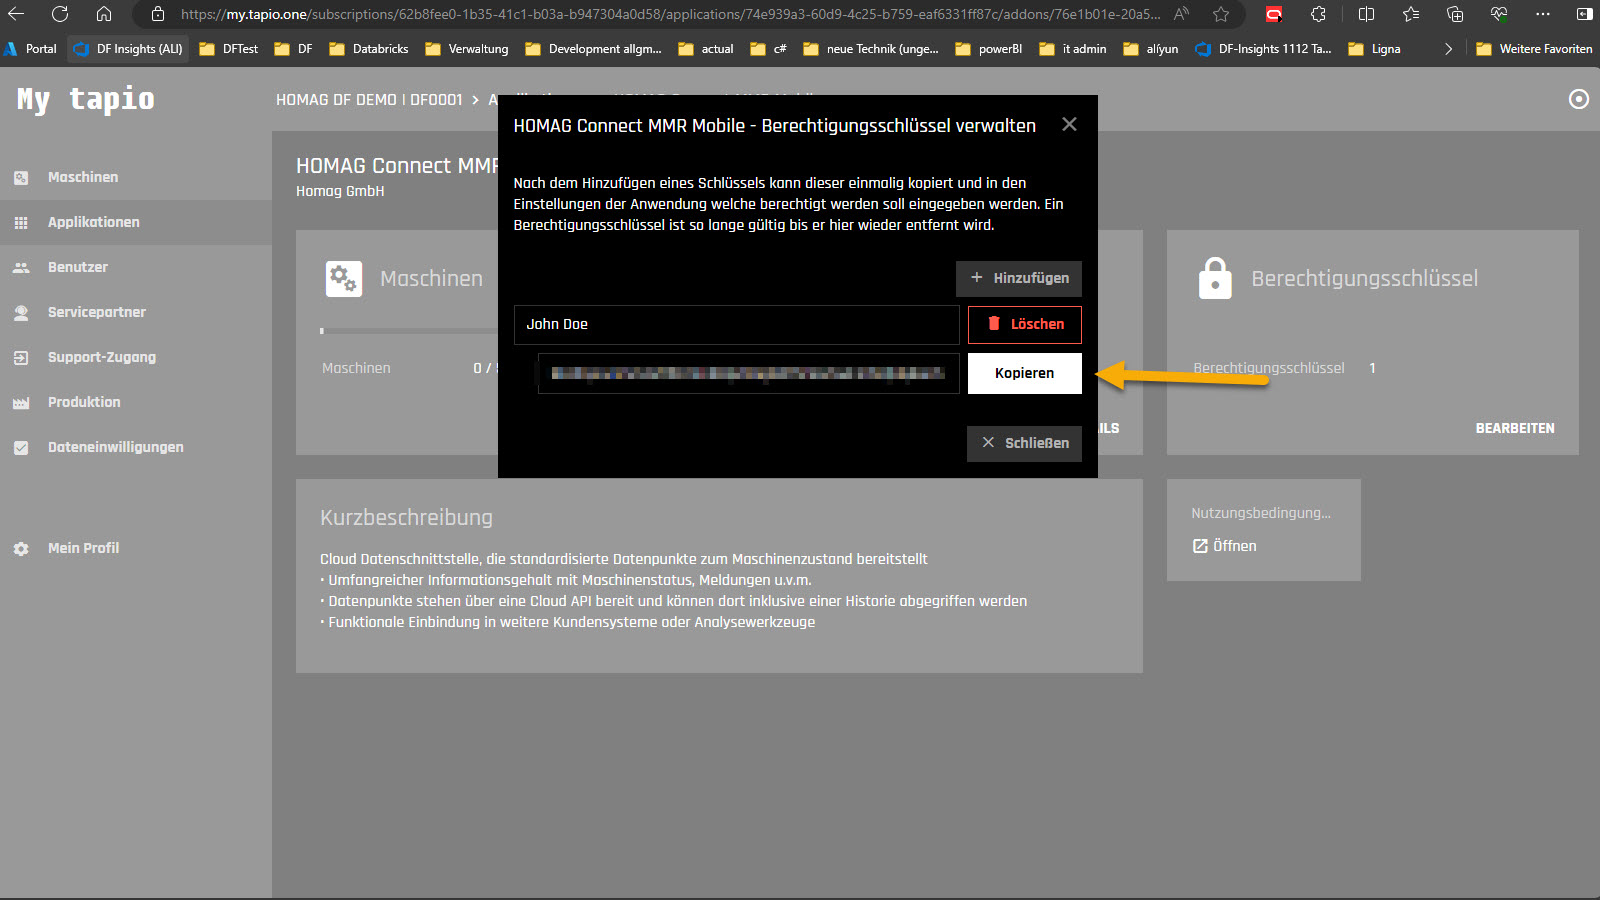 https://my.tapio.one/subscriptions/62b8fee0-1b35-41c1-b03a-b947304a0d58/applications/74e939a3-60d9-4c25-b759-eaf6331ff87c/addons/76e1b01e-20a5...
Portal DF Insights (ALI) DFTest DF Databricks Verwaltung Development allgm... actual c# neue Technik (unge... powerBI it admin aliyun DF-Insights 1112 Ta... Ligna Weitere Favoriten
My tapio
HOMAG DF DEMO | DF0001 > A
Maschinen
Applikationen
Benutzer
Servicepartner
Support-Zugang
Produktion
Dateneinwilligungen
Mein Profil
HOMAG Connect MMR
Homag GmbH
Maschinen
Maschinen 0 /
HOMAG Connect MMR Mobile - Berechtigungsschlüssel verwalten
Nach dem Hinzufügen eines Schlüssels kann dieser einmalig kopiert und in den
Einstellungen der Anwendung welche berechtigt werden soll eingegeben werden. Ein
Berechtigungsschlüssel ist so lange gültig bis er hier wieder entfernt wird.
+ Hinzufügen
John Doe
Löschen
Kopieren
Schließen
ILS
Berechtigungsschlüssel
Berechtigungsschlüssel 1
BEARBEITEN
Kurzbeschreibung
Cloud Datenschnittstelle, die standardisierte Datenpunkte zum Maschinenzustand bereitstellt
• Umfangreicher Informationsgehalt mit Maschinenstatus, Meldungen u.v.m.
• Datenpunkte stehen über eine Cloud API bereit und können dort inklusive einer Historie abgegriffen werden
• Funktionale Einbindung in weitere Kundensysteme oder Analysewerkzeuge
Nutzungsbedingung...
Öffnen